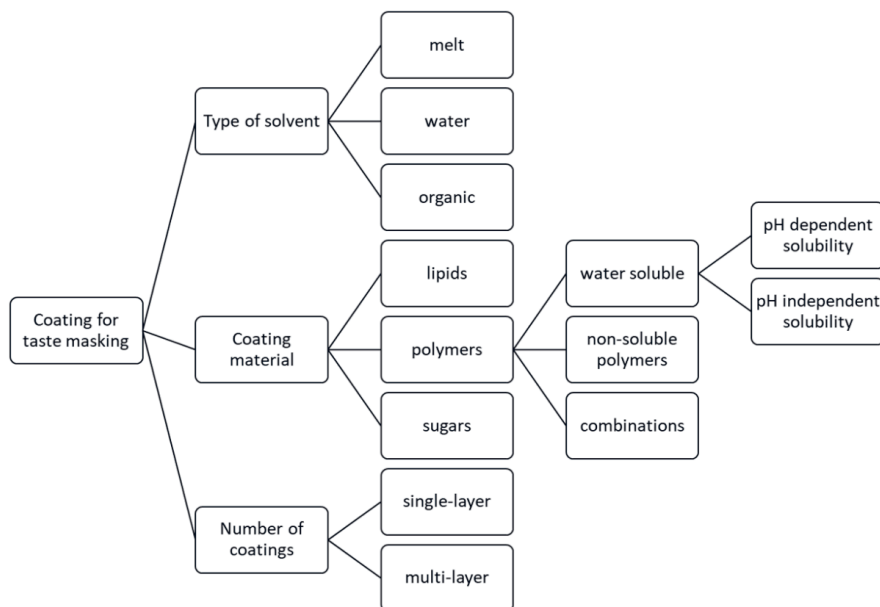 Coating for
taste masking
Type of solvent
melt
water
organic
Coating
material
lipids
polymers
water soluble
pH dependent
solubility
pH independent
solubility
non-soluble
polymers
combinations
sugars
Number of
coatings
single-layer
multi-layer